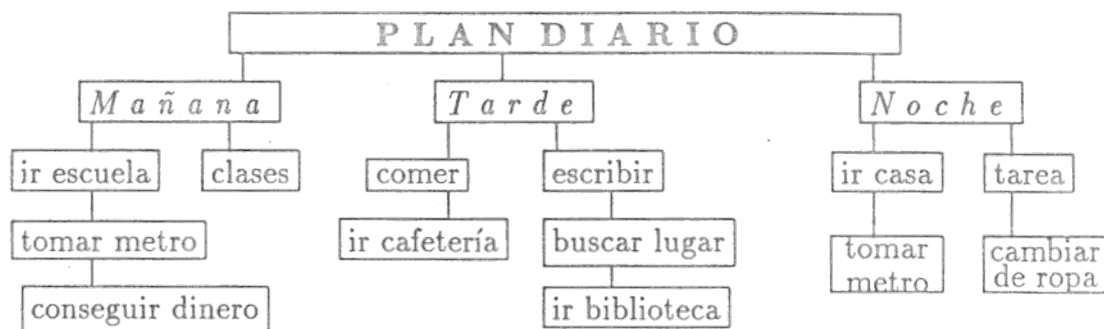 PLAN DIARIO
Mañana Tarde Noche
ir escuela clases comer escribir ir casa tarea
tomar metro ir cafetería buscar lugar tomar metro cambiar de ropa
conseguir dinero ir biblioteca